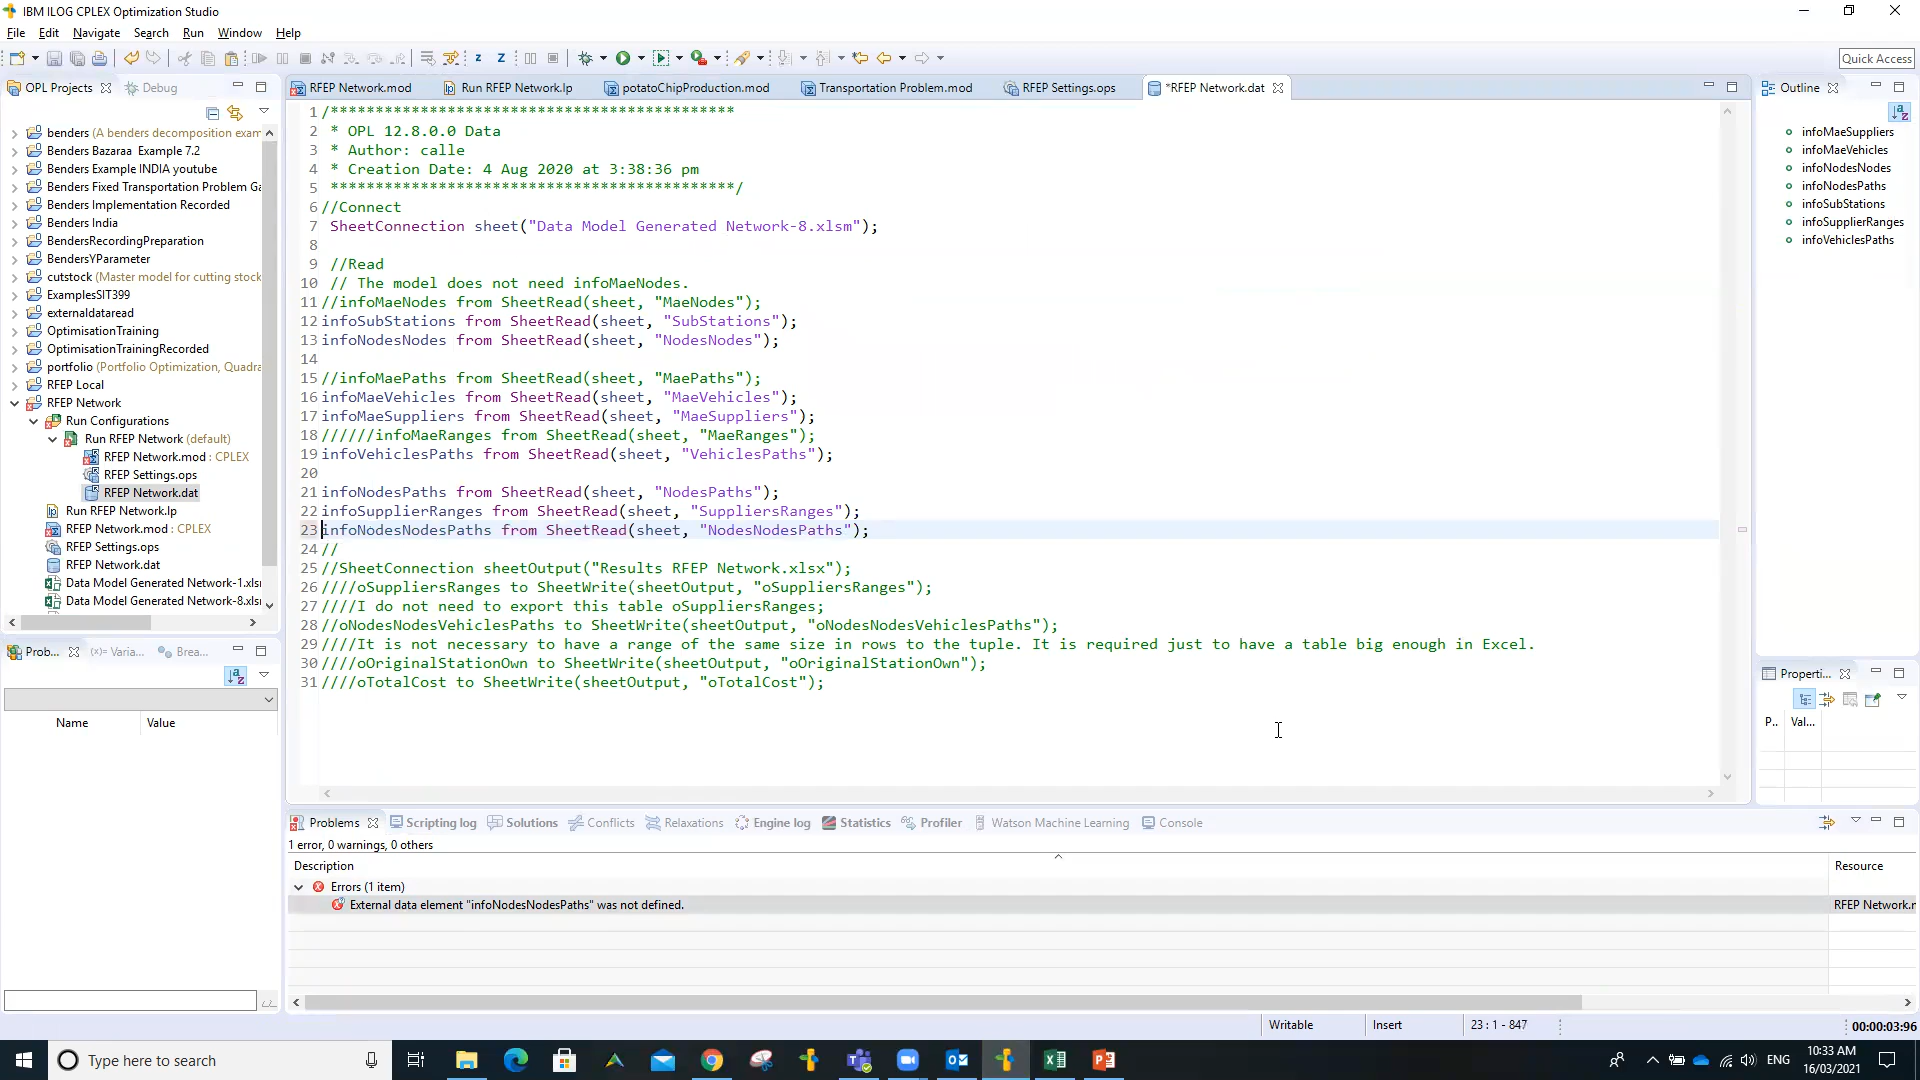 IBM ILOG CPLEX Optimization Studio
File Edit Navigate Search Run Window Help
Quick Access
OPL Projects Debug
RFEP Network.mod Run RFEP Network.lp potatoChipProduction.mod Transportation Problem.mod RFEP Settings.ops *RFEP Network.dat
Outline
benders (A benders decomposition exam
Benders Bazaraa Example 7.2
Benders Example INDIA youtube
Benders Fixed Transportation Problem Ga
Benders Implementation Recorded
Benders India
BendersRecordingPreparation
BendersYParameter
cutstock (Master model for cutting stock
ExamplesSIT399
externaldataread
OptimisationTraining
OptimisationTrainingRecorded
portfolio (Portfolio Optimization, Quadra
RFEP Local
RFEP Network
Run Configurations
Run RFEP Network (default)
RFEP Network.mod : CPLEX
RFEP Settings.ops
RFEP Network.dat
Run RFEP Network.lp
RFEP Network.mod : CPLEX
RFEP Settings.ops
RFEP Network.dat
Data Model Generated Network-1.xlsr
Data Model Generated Network-8.xlsr
1 /*********************************************
2 * OPL 12.8.0.0 Data
3 * Author: calle
4 * Creation Date: 4 Aug 2020 at 3:38:36 pm
5 *********************************************/
6 //Connect
7 SheetConnection sheet("Data Model Generated Network-8.xlsm");
8
9 //Read
10 // The model does not need infoMaeNodes.
11 //infoMaeNodes from SheetRead(sheet, "MaeNodes");
12 infoSubStations from SheetRead(sheet, "SubStations");
13 infoNodesNodes from SheetRead(sheet, "NodesNodes");
14
15 //infoMaePaths from SheetRead(sheet, "MaePaths");
16 infoMaeVehicles from SheetRead(sheet, "MaeVehicles");
17 infoMaeSuppliers from SheetRead(sheet, "MaeSuppliers");
18 //////infoMaeRanges from SheetRead(sheet, "MaeRanges");
19 infoVehiclesPaths from SheetRead(sheet, "VehiclesPaths");
20
21 infoNodesPaths from SheetRead(sheet, "NodesPaths");
22 infoSupplierRanges from SheetRead(sheet, "SuppliersRanges");
23 infoNodesNodesPaths from SheetRead(sheet, "NodesNodesPaths");
24 //
25 //SheetConnection sheetOutput("Results RFEP Network.xlsx");
26 ////oSuppliersRanges to SheetWrite(sheetOutput, "oSuppliersRanges");
27 ////I do not need to export this table oSuppliersRanges;
28 //oNodesNodesVehiclesPaths to SheetWrite(sheetOutput, "oNodesNodesVehiclesPaths");
29 ////It is not necessary to have a range of the same size in rows to the tuple. It is required just to have a table big enough in Excel.
30 ////oOriginalStationOwn to SheetWrite(sheetOutput, "oOriginalStationOwn");
31 ////oTotalCost to SheetWrite(sheetOutput, "oTotalCost");
infoMaeSuppliers
infoMaeVehicles
infoNodesNodes
infoNodesPaths
infoSubStations
infoSupplierRanges
infoVehiclesPaths
Prob... (x)= Varia... Brea...
Name Value
Properti...
P.. Val...
Problems Scripting log Solutions Conflicts Relaxations Engine log Statistics Profiler Watson Machine Learning Console
1 error, 0 warnings, 0 others
Description Resource
Errors (1 item)
External data element "infoNodesNodesPaths" was not defined. RFEP Network.r
Writable Insert 23 : 1 - 847 00:00:03:96
Type here to search
ENG
10:33 AM
16/03/2021